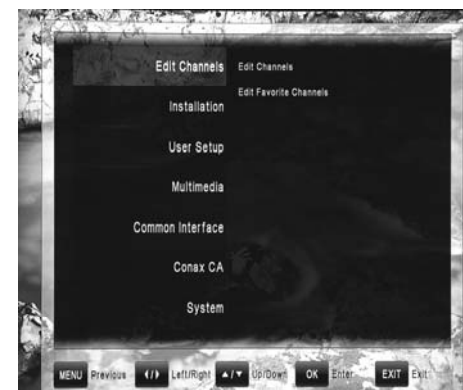 Edit Channels
Installation
User Setup
Multimedia
Common Interface
Conax CA
System
Edit Channels
Edit Favorite Channels
MENU Previous ◀/▶ Left/Right ▲/▼ Up/Down OK Enter EXIT Exit